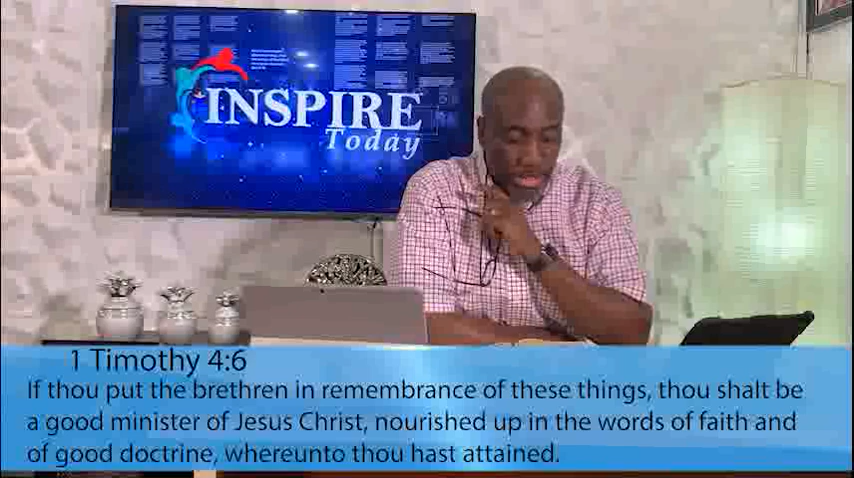 INSPIRE
Today
1 Timothy 4:6
If thou put the brethren in remembrance of these things, thou shalt be
a good minister of Jesus Christ, nourished up in the words of faith and
of good doctrine, whereunto thou hast attained.